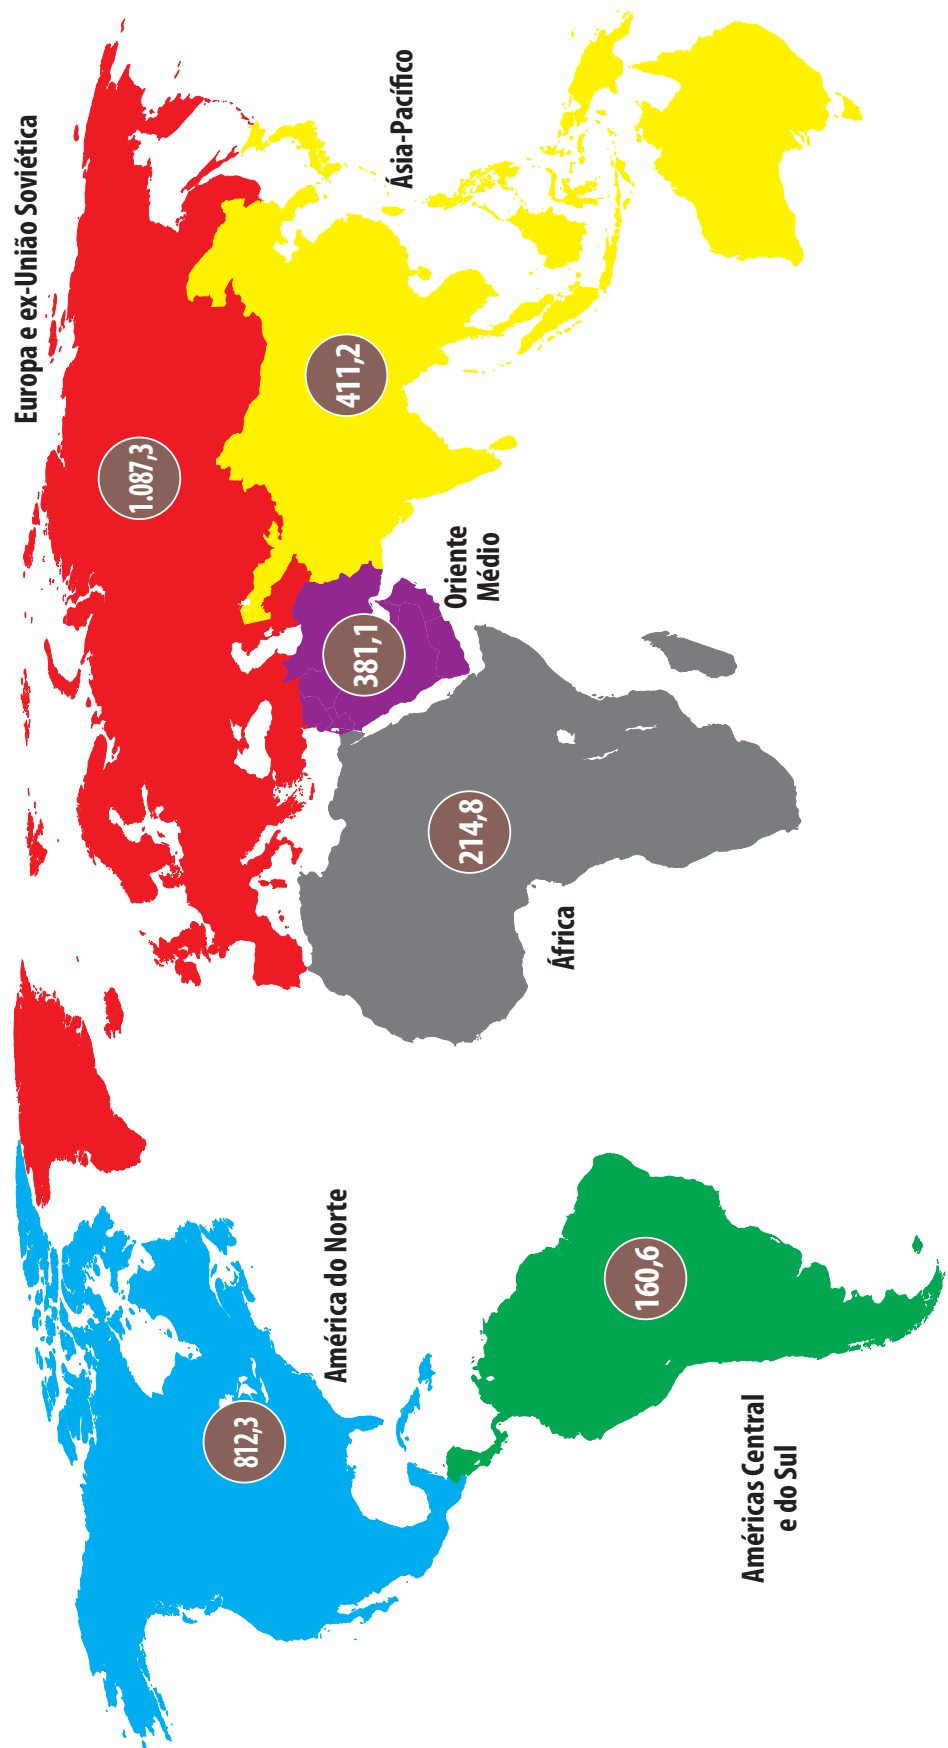 Europa e ex-União Soviética
1.087,3
América do Norte
812,3
411,2
Ásia-Pacífico
381,1
Oriente
Médio
214,8
África
160,6
Américas Central
e do Sul